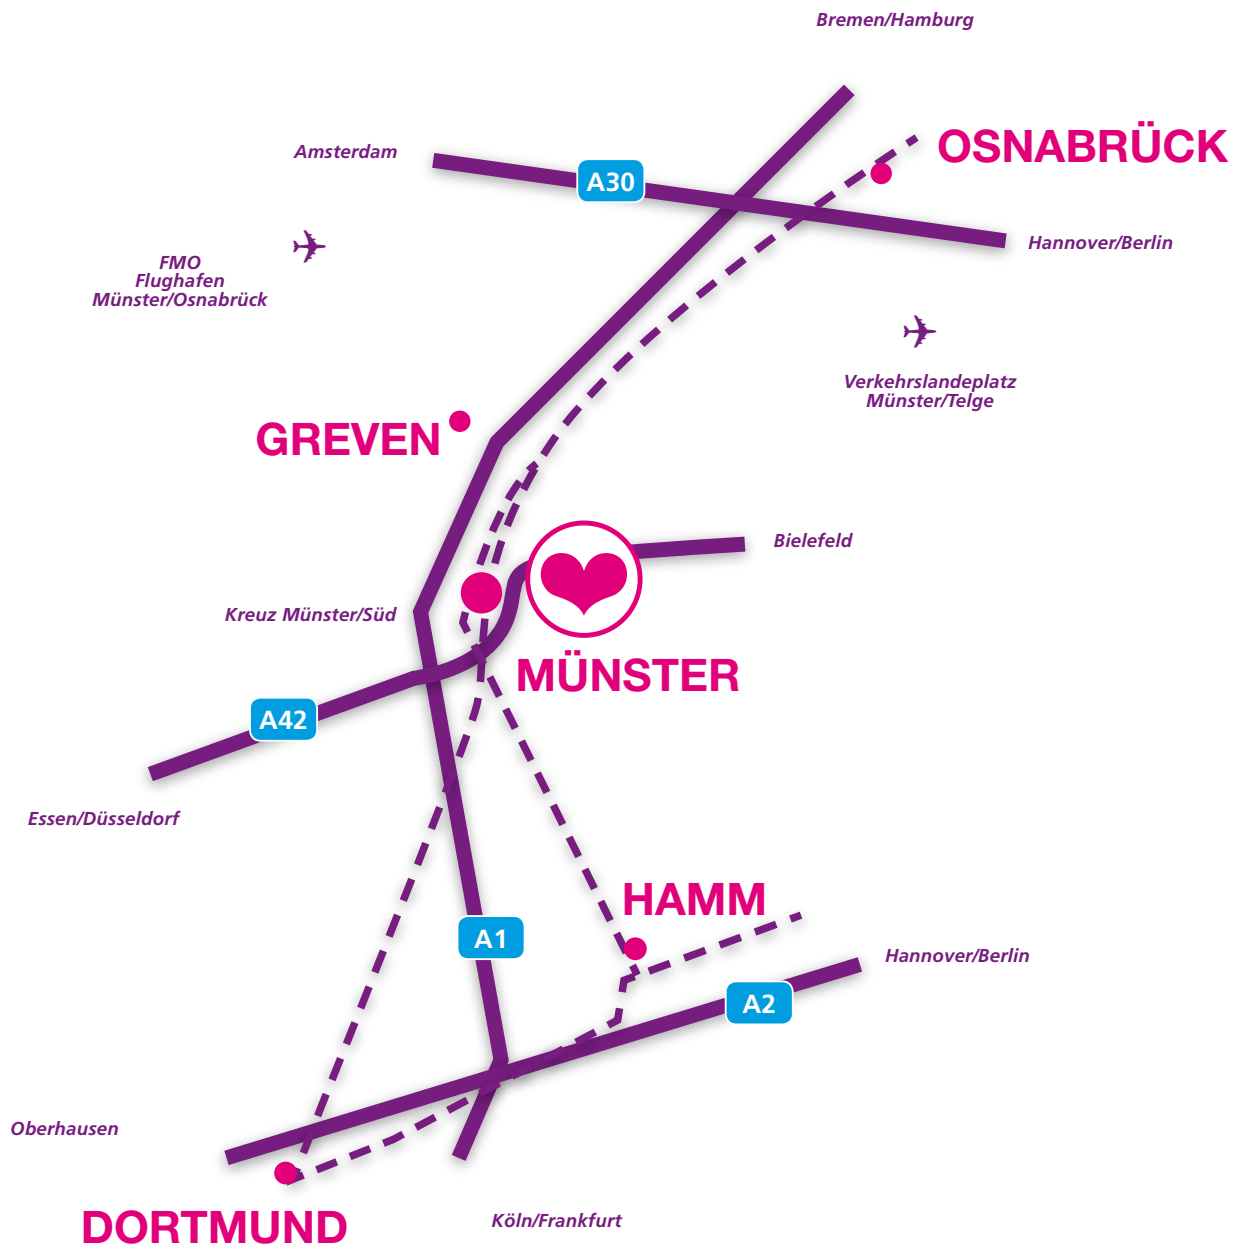 Bremen/Hamburg
OSNABRÜCK
Amsterdam
A30
Hannover/Berlin
FMO
Flughafen
Münster/Osnabrück
Verkehrslandeplatz
Münster/Telge
GREVEN
Bielefeld
Kreuz Münster/Süd
MÜNSTER
A42
Essen/Düsseldorf
HAMM
A1
Hannover/Berlin
A2
Oberhausen
DORTMUND
Köln/Frankfurt